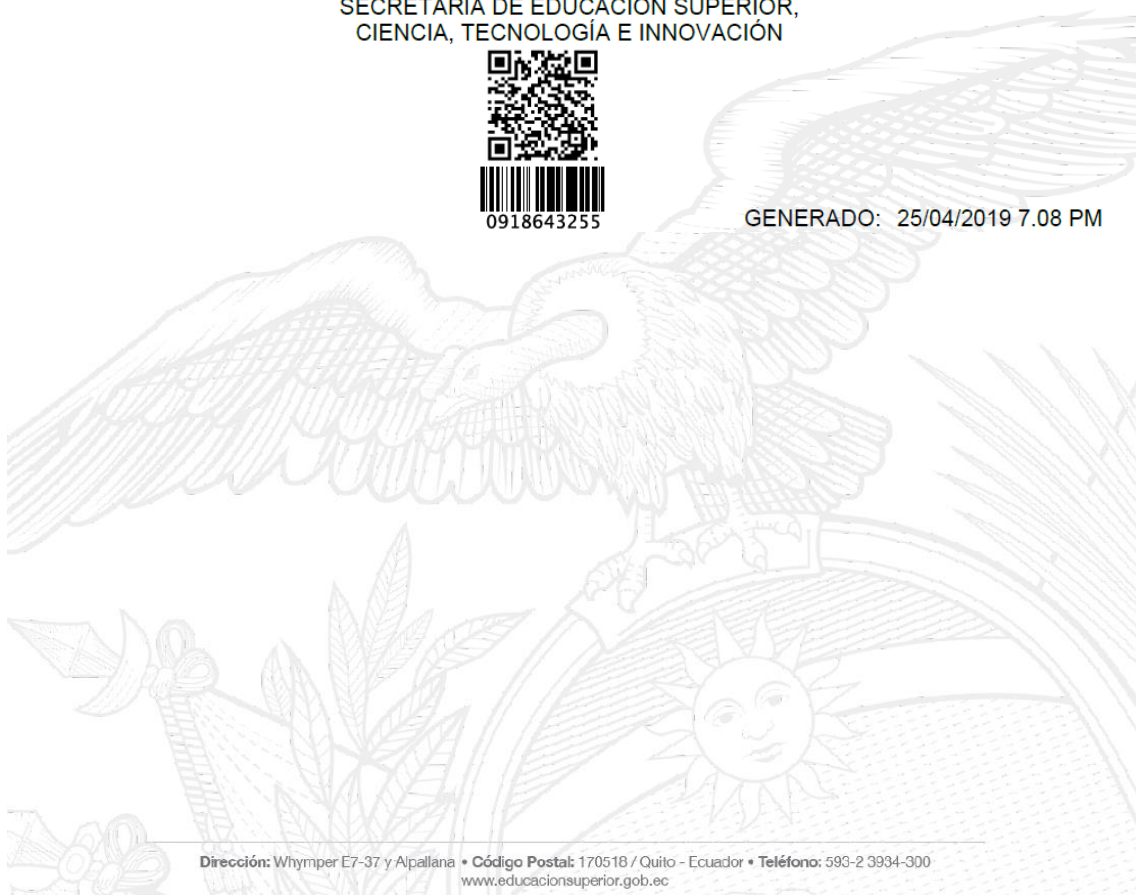 SECRETARÍA DE EDUCACIÓN SUPERIOR,
CIENCIA, TECNOLOGÍA E INNOVACIÓN
0918643255
GENERADO: 25/04/2019 7.08 PM
Dirección: Whymper E7-37 y Alpallana • Código Postal: 170518 / Quito - Ecuador • Teléfono: 593-2 3934-300
www.educacionsuperior.gob.ec